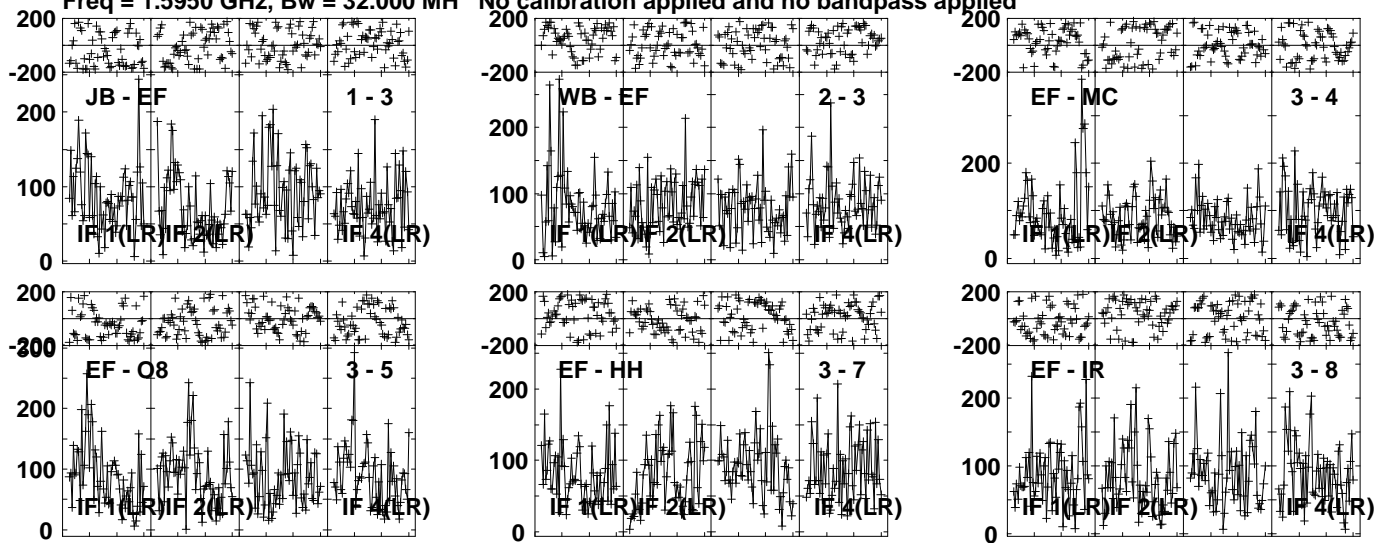 Freq = 1.5950 GHz, Bw = 32.000 MH No calibration applied and no bandpass applied
200
-200
JB - EF 1 - 3
200
100
0
IF 1(LR) IF 2(LR) IF 4(LR)
200
-200
WB - EF 2 - 3
200
100
0
IF 1(LR) IF 2(LR) IF 4(LR)
200
-200
EF - MC 3 - 4
200
100
0
IF 1(LR) IF 2(LR) IF 4(LR)
200
-200
300
EF - O8 3 - 5
200
100
0
IF 1(LR) IF 2(LR) IF 4(LR)
200
-200
EF - HH 3 - 7
200
100
0
IF 1(LR) IF 2(LR) IF 4(LR)
200
-200
EF - IR 3 - 8
200
100
0
IF 1(LR) IF 2(LR) IF 4(LR)